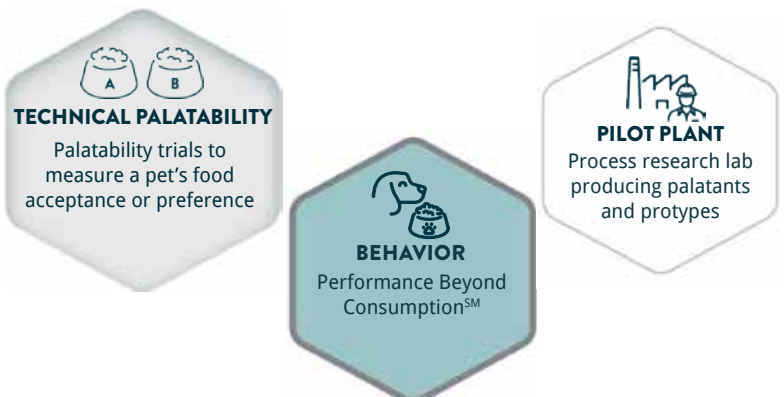 A B
TECHNICAL PALATABILITY
Palatability trials to
measure a pet's food
acceptance or preference
BEHAVIOR
Performance Beyond
Consumption℠
PILOT PLANT
Process research lab
producing palatants
and protypes